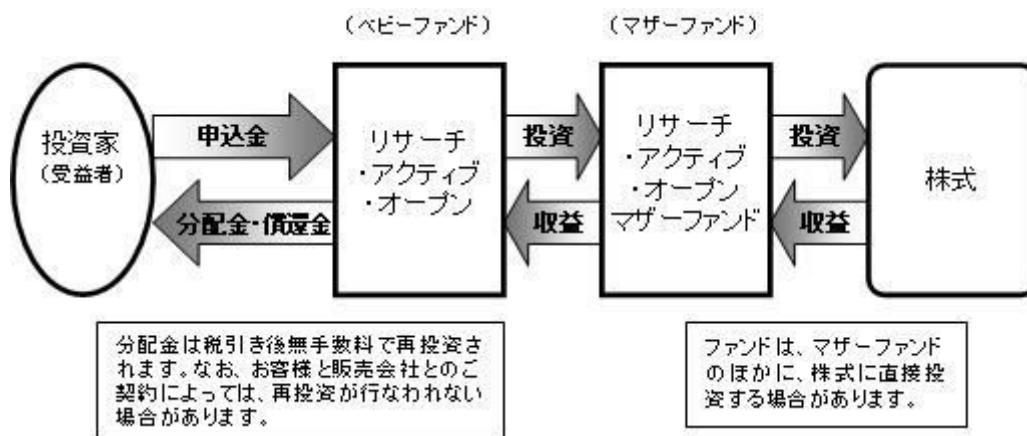 （ベビーファンド）
（マザーファンド）
投資家
（受益者）
申込金
分配金・償還金
リサーチ
・アクティブ
・オープン
投資
収益
リサーチ
・アクティブ
・オープン
マザーファンド
投資
収益
株式
分配金は税引き後無手数料で再投資さ
れます。なお、お客様と販売会社とのご
契約によっては、再投資が行なわれない
場合があります。
ファンドは、マザーファンド
のほかに、株式に直接投
資する場合があります。